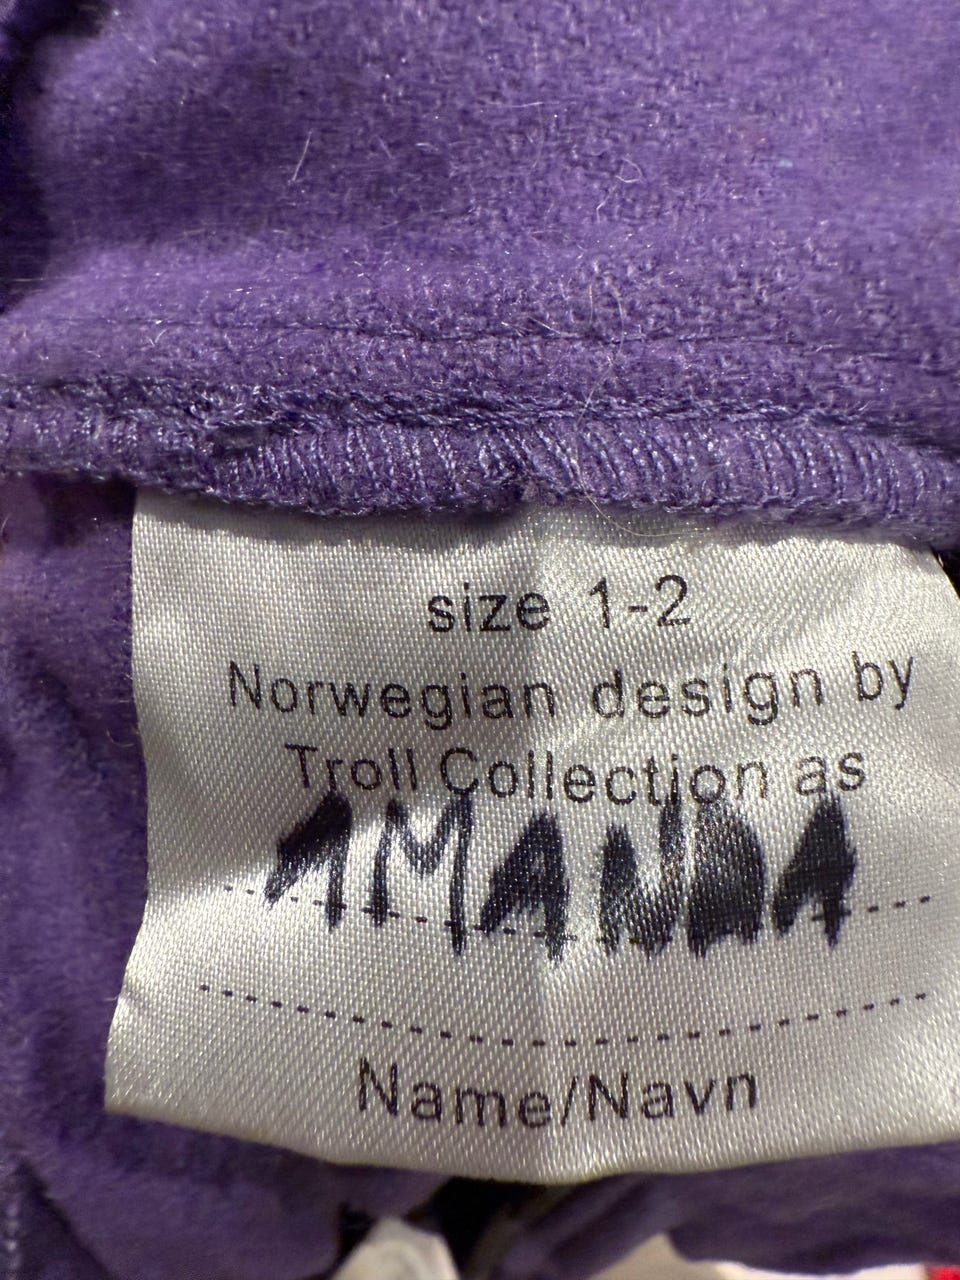 size 1-2
Norwegian design by
Troll Collection as
AMANDA
Name/Navn